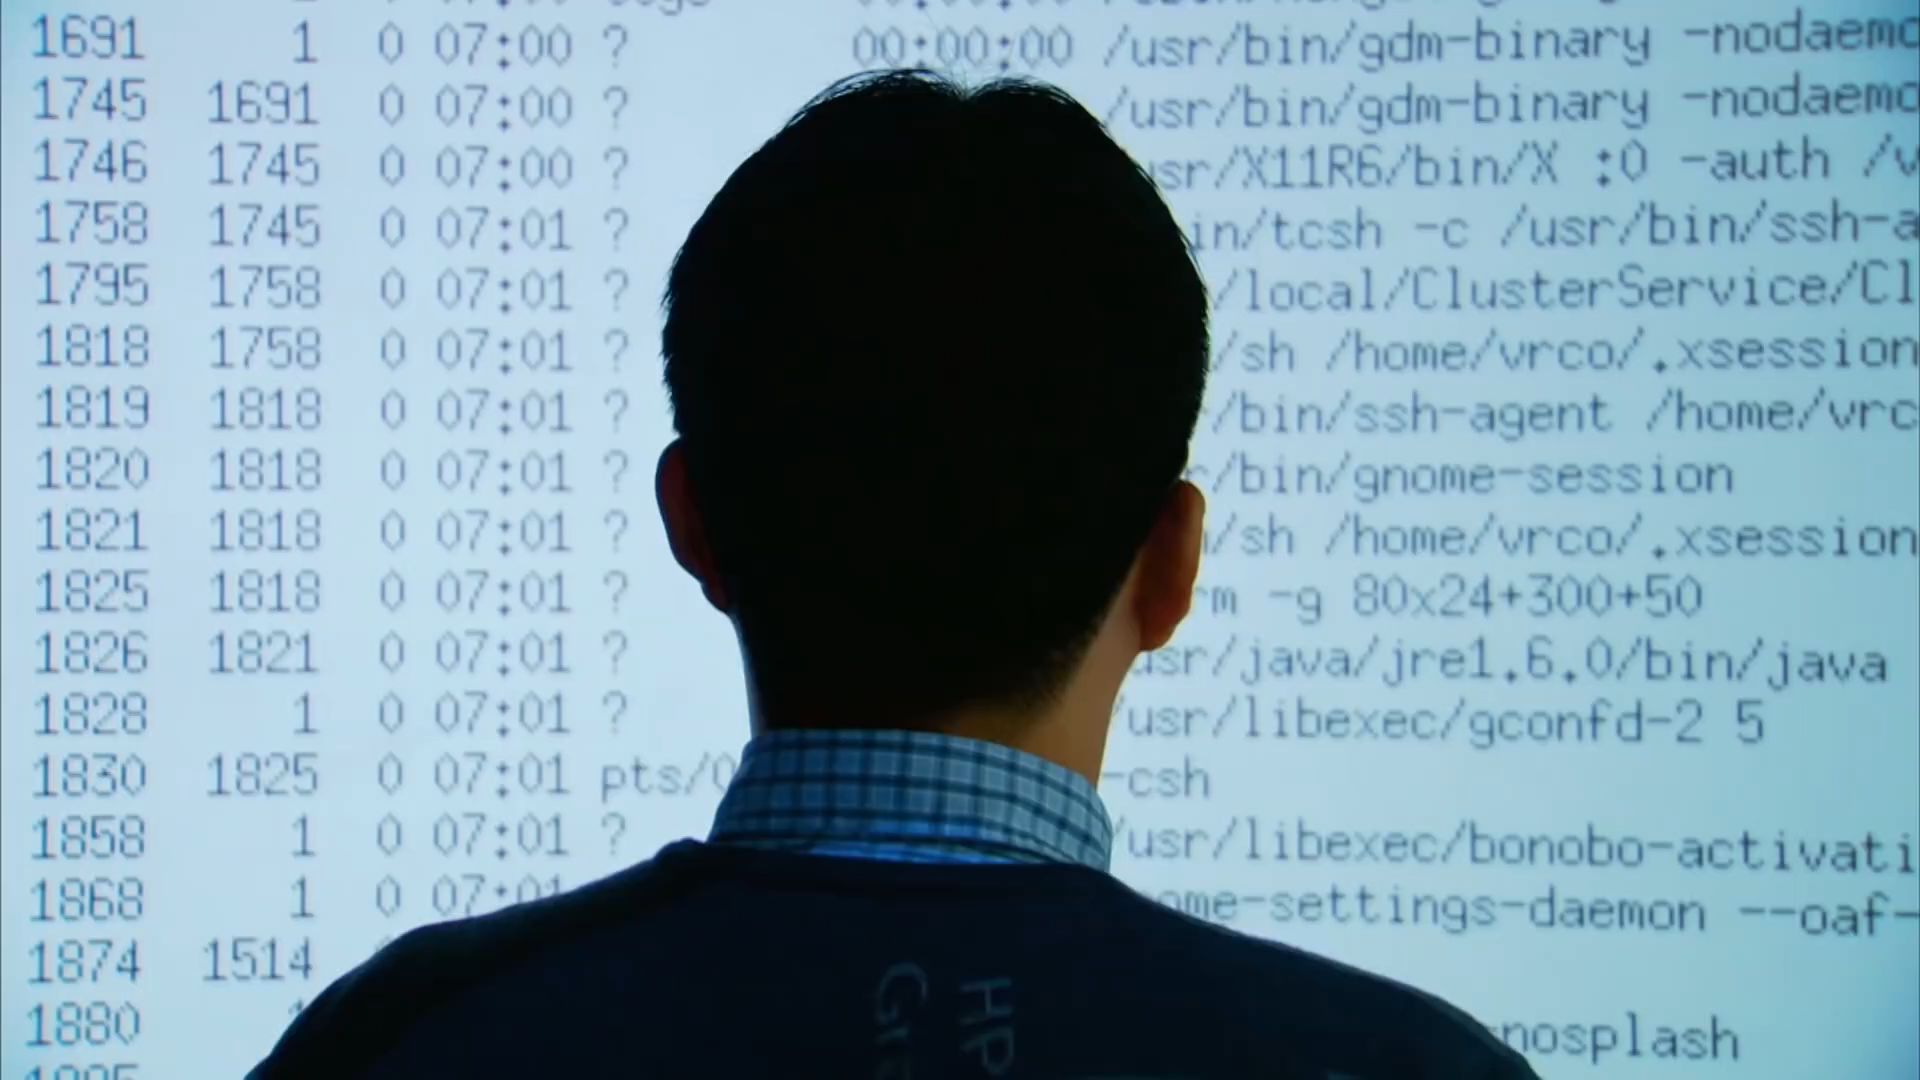 1691 1 0 07:00 ? 00:00:00 /usr/bin/gdm-binary -nodaemo
1745 1691 0 07:00 ? /usr/bin/gdm-binary -nodaemo
1746 1745 0 07:00 ? usr/X11R6/bin/X :0 -auth /v
1758 1745 0 07:01 ? in/tcsh -c /usr/bin/ssh-a
1795 1758 0 07:01 ? /local/ClusterService/Cl
1818 1758 0 07:01 ? /sh /home/vrco/.xsession
1819 1818 0 07:01 ? /bin/ssh-agent /home/vrc
1820 1818 0 07:01 ? r/bin/gnome-session
1821 1818 0 07:01 ? /sh /home/vrco/.xsession
1825 1818 0 07:01 ? rm -g 80x24+300+50
1826 1821 0 07:01 ? usr/java/jre1.6.0/bin/java
1828 1 0 07:01 ? /usr/libexec/gconfd-2 5
1830 1825 0 07:01 pts/0 -csh
1858 1 0 07:01 ? /usr/libexec/bonobo-activati
1868 1 0 07:01 ome-settings-daemon --oaf-
1874 1514
1880 nosplash
HP